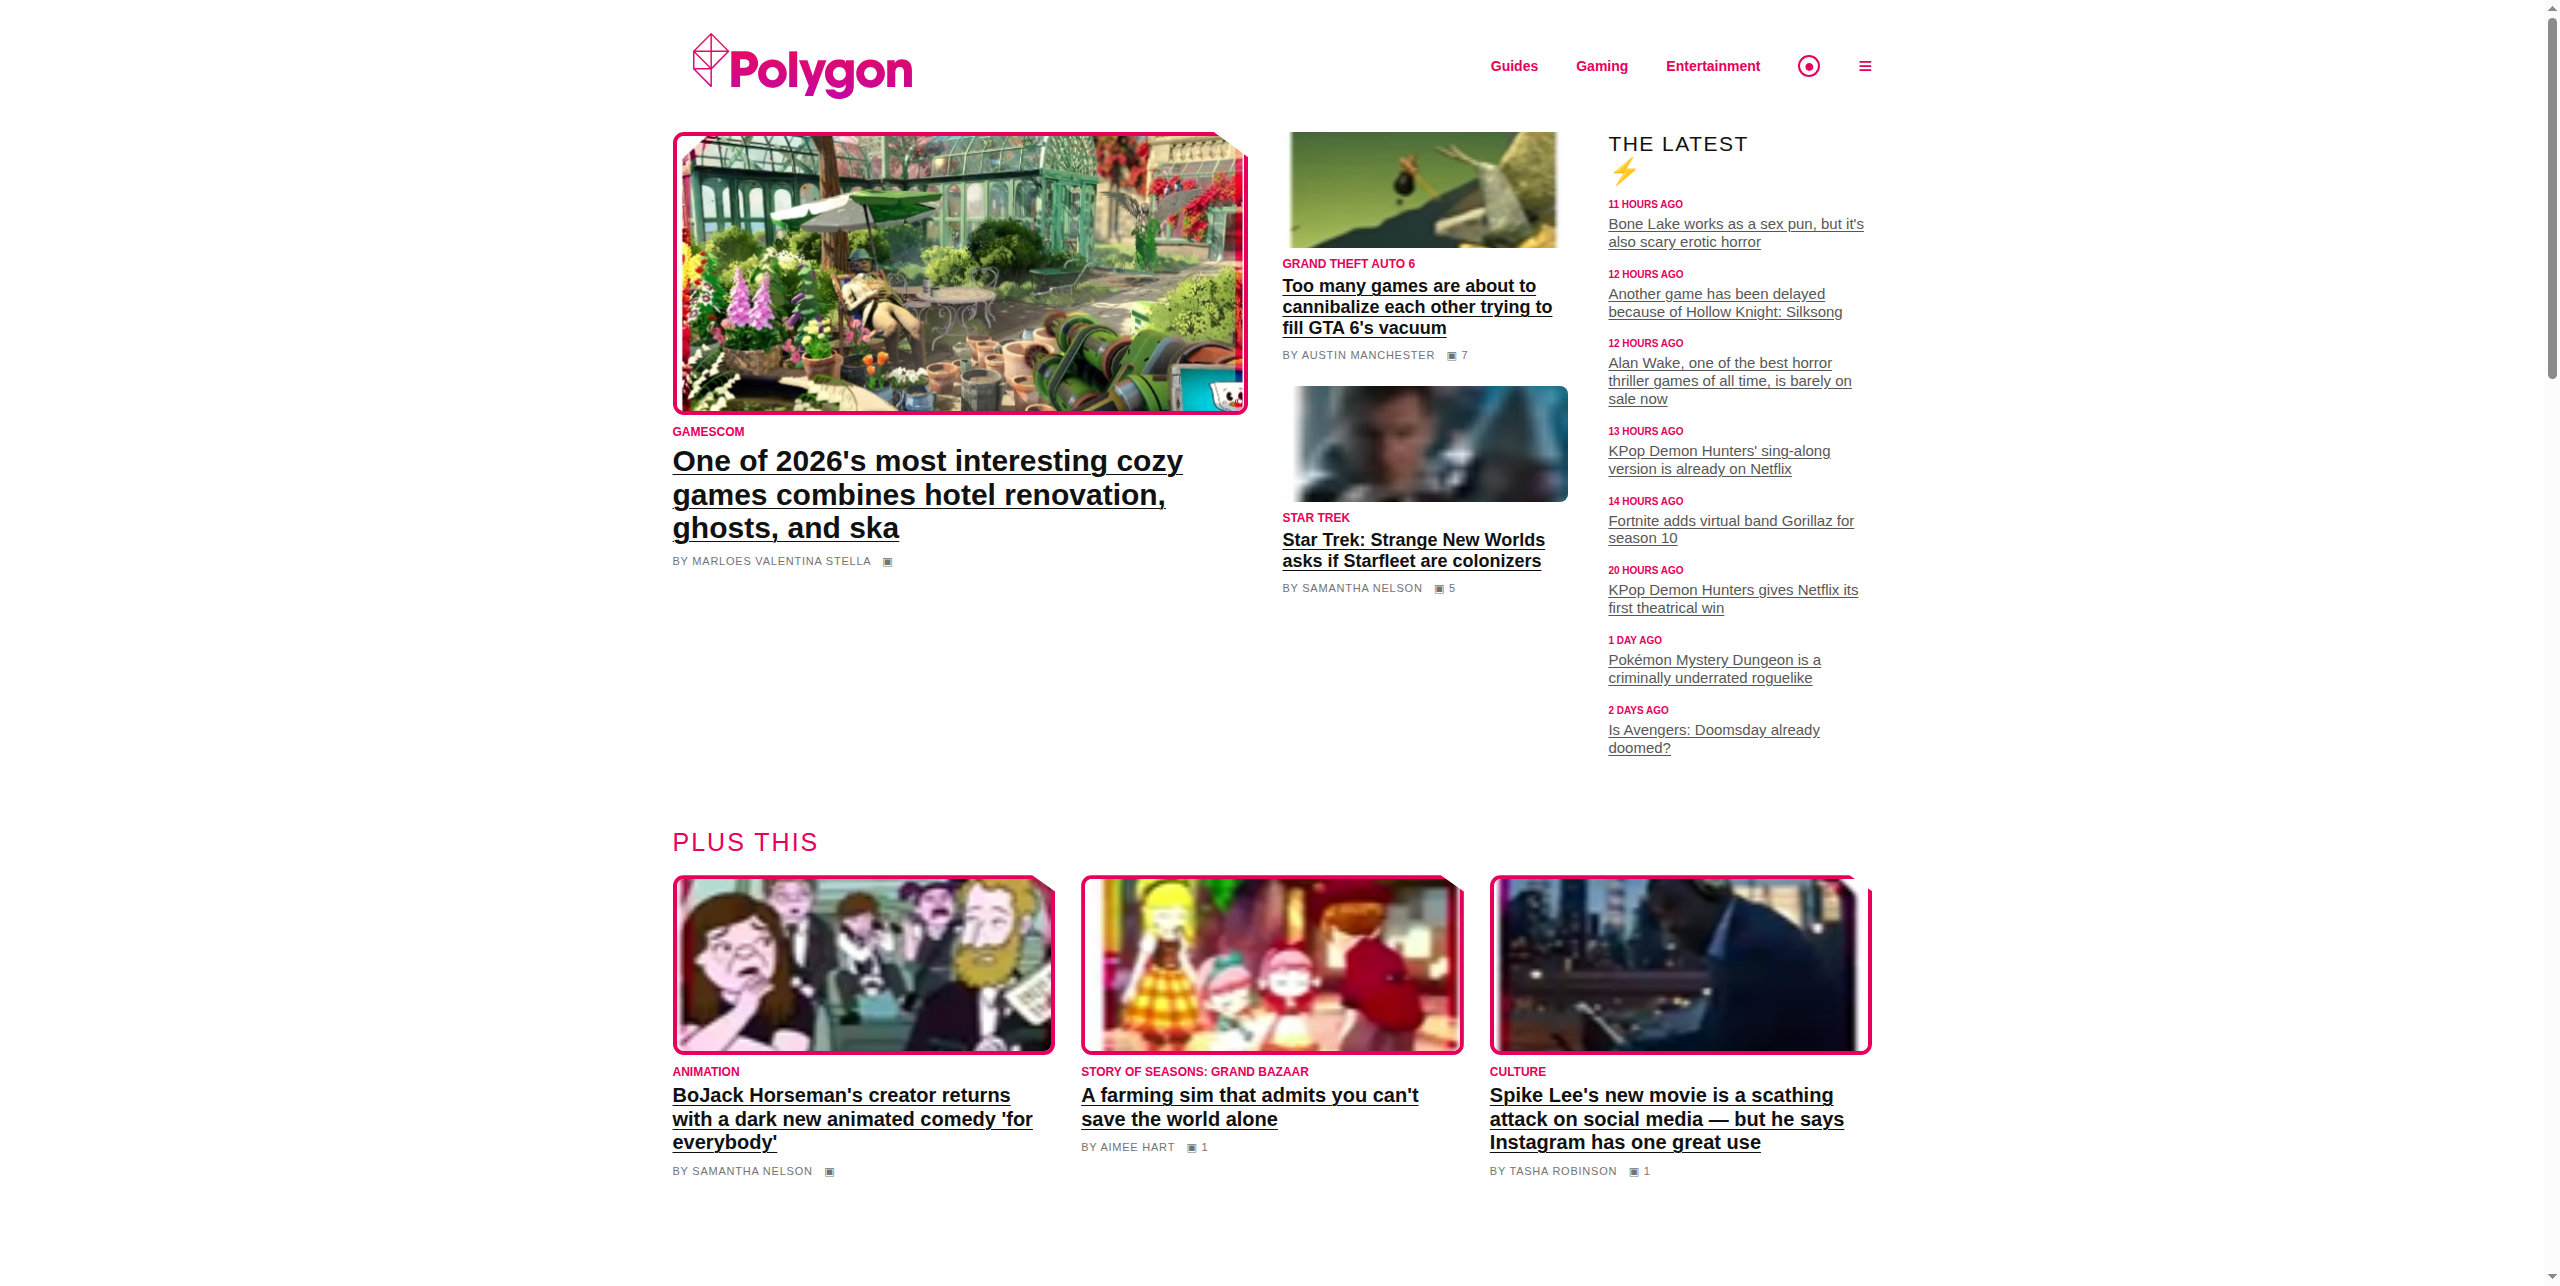 Polygon
Guides
Gaming
Entertainment
GAMESCOM
One of 2026's most interesting cozy
games combines hotel renovation,
ghosts, and ska
BY MARLOES VALENTINA STELLA
GRAND THEFT AUTO 6
Too many games are about to
cannibalize each other trying to
fill GTA 6's vacuum
BY AUSTIN MANCHESTER 7
STAR TREK
Star Trek: Strange New Worlds
asks if Starfleet are colonizers
BY SAMANTHA NELSON 5
THE LATEST
11 HOURS AGO
Bone Lake works as a sex pun, but it's
also scary erotic horror
12 HOURS AGO
Another game has been delayed
because of Hollow Knight: Silksong
12 HOURS AGO
Alan Wake, one of the best horror
thriller games of all time, is barely on
sale now
13 HOURS AGO
KPop Demon Hunters' sing-along
version is already on Netflix
14 HOURS AGO
Fortnite adds virtual band Gorillaz for
season 10
20 HOURS AGO
KPop Demon Hunters gives Netflix its
first theatrical win
1 DAY AGO
Pokémon Mystery Dungeon is a
criminally underrated roguelike
2 DAYS AGO
Is Avengers: Doomsday already
doomed?
PLUS THIS
ANIMATION
BoJack Horseman's creator returns
with a dark new animated comedy 'for
everybody'
BY SAMANTHA NELSON
STORY OF SEASONS: GRAND BAZAAR
A farming sim that admits you can't
save the world alone
BY AIMEE HART 1
CULTURE
Spike Lee's new movie is a scathing
attack on social media — but he says
Instagram has one great use
BY TASHA ROBINSON 1